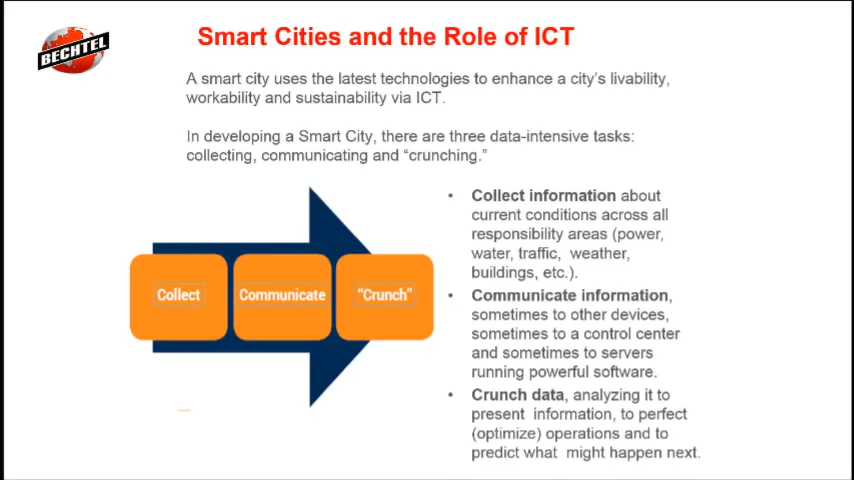 BECHTEL
Smart Cities and the Role of ICT
A smart city uses the latest technologies to enhance a city's livability,
workability and sustainability via ICT.
In developing a Smart City, there are three data-intensive tasks:
collecting, communicating and “crunching.”
Collect
Communicate
“Crunch”
• Collect information about
current conditions across all
responsibility areas (power,
water, traffic, weather,
buildings, etc.).
• Communicate information,
sometimes to other devices,
sometimes to a control center
and sometimes to servers
running powerful software.
• Crunch data, analyzing it to
present information, to perfect
(optimize) operations and to
predict what might happen next.